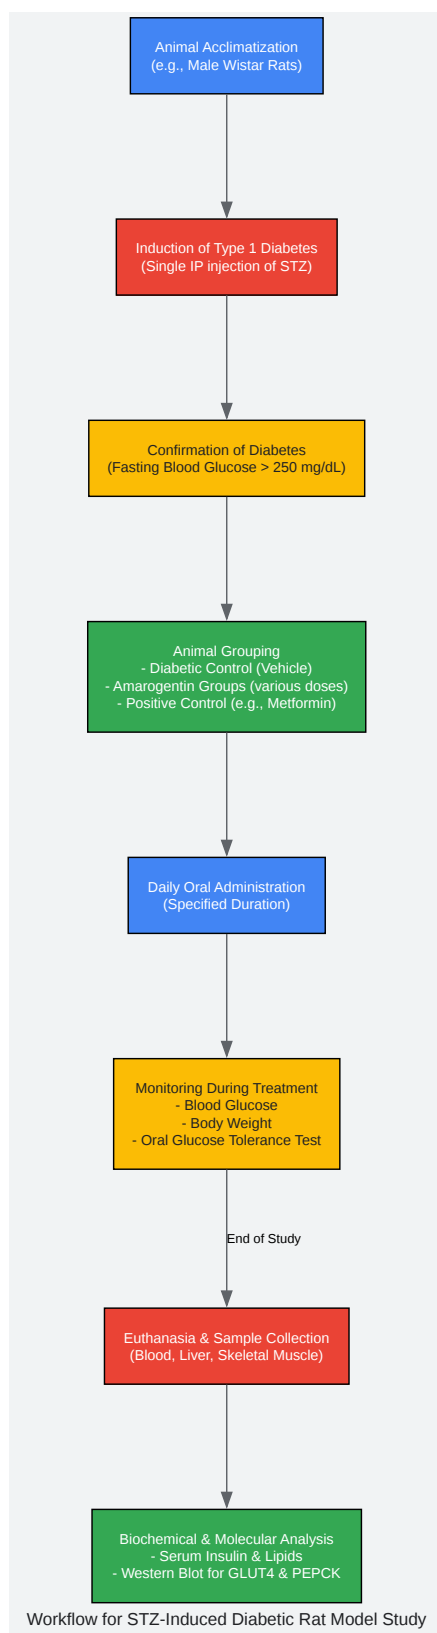 Animal Acclimatization
(e.g., Male Wistar Rats)
Induction of Type 1 Diabetes
(Single IP injection of STZ)
Confirmation of Diabetes
(Fasting Blood Glucose > 250 mg/dL)
Animal Grouping
- Diabetic Control (Vehicle)
- Amarogentin Groups (various doses)
- Positive Control (e.g., Metformin)
Daily Oral Administration
(Specified Duration)
Monitoring During Treatment
- Blood Glucose
- Body Weight
- Oral Glucose Tolerance Test
End of Study
Euthanasia & Sample Collection
(Blood, Liver, Skeletal Muscle)
Biochemical & Molecular Analysis
- Serum Insulin & Lipids
- Western Blot for GLUT4 & PEPCK
Workflow for STZ-Induced Diabetic Rat Model Study